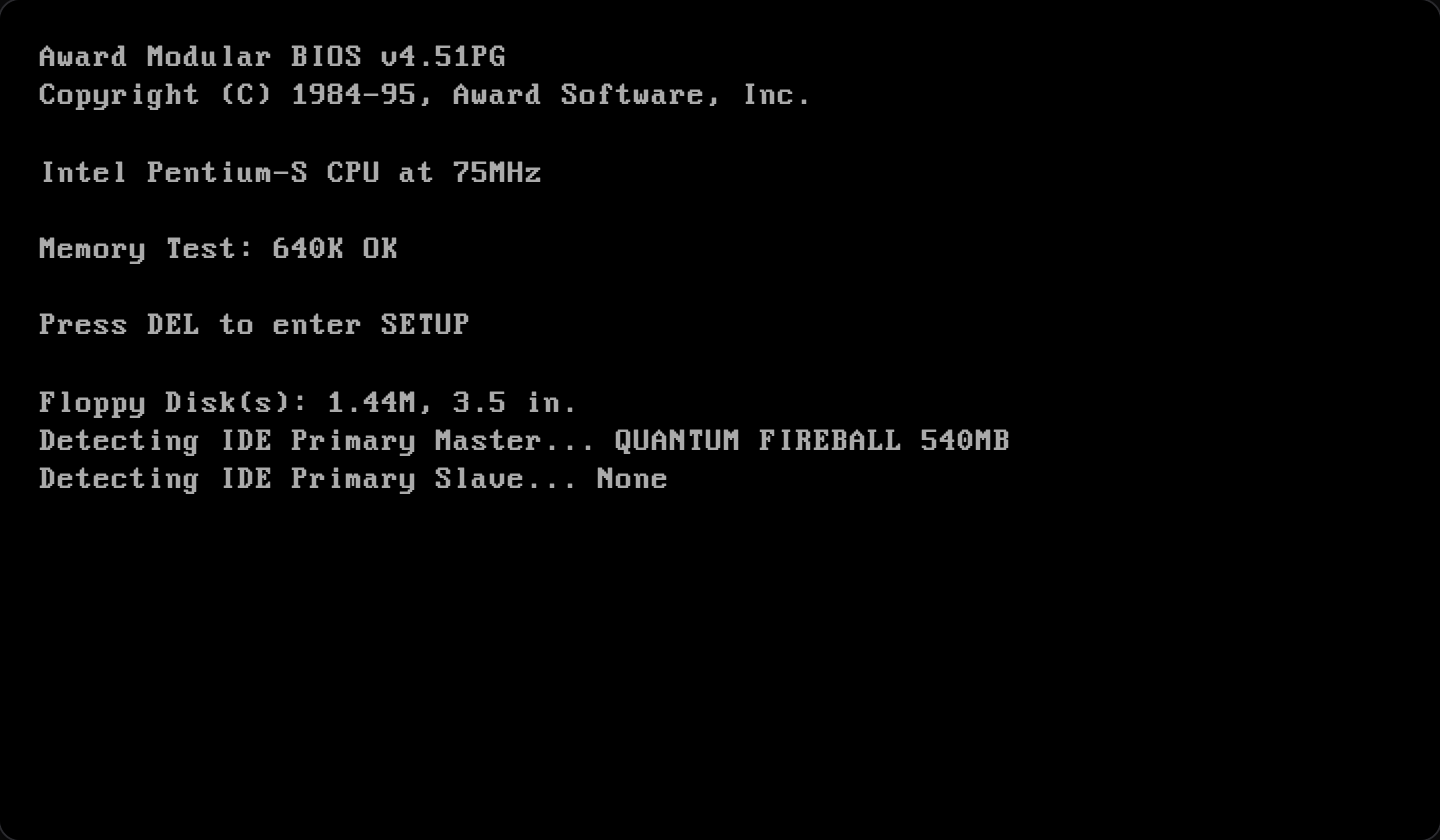 Award Modular BIOS v4.51PG
Copyright (C) 1984-95, Award Software, Inc.
Intel Pentium-S CPU at 75MHz
Memory Test: 640K OK
Press DEL to enter SETUP
Floppy Disk(s): 1.44M, 3.5 in.
Detecting IDE Primary Master... QUANTUM FIREBALL 540MB
Detecting IDE Primary Slave... None